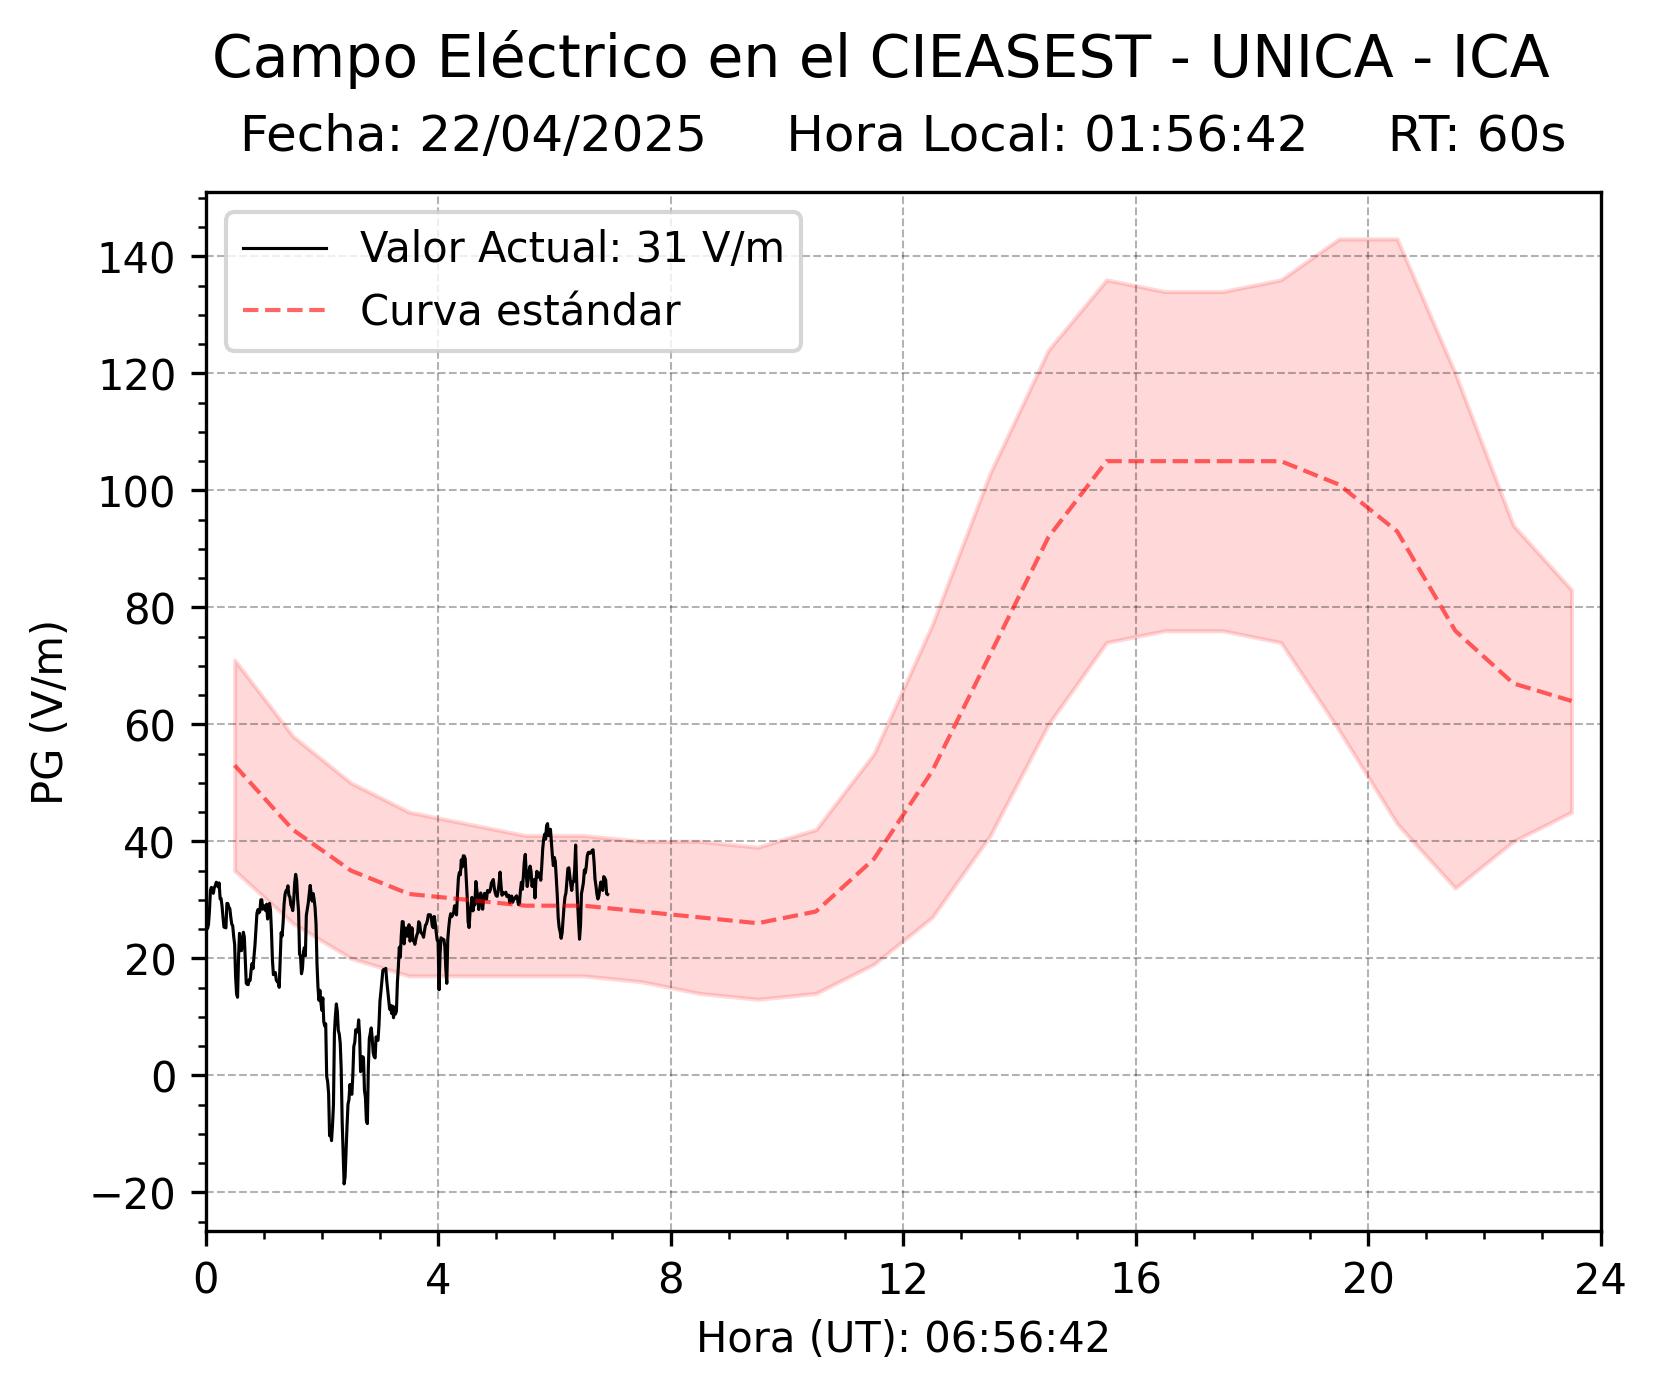 Campo Eléctrico en el CIEASEST - UNICA - ICA
Fecha: 22/04/2025 Hora Local: 01:56:42 RT: 60s
Valor Actual: 31 V/m
Curva estándar
140
120
100
80
60
40
20
0
−20
PG (V/m)
0 4 8 12 16 20 24
Hora (UT): 06:56:42